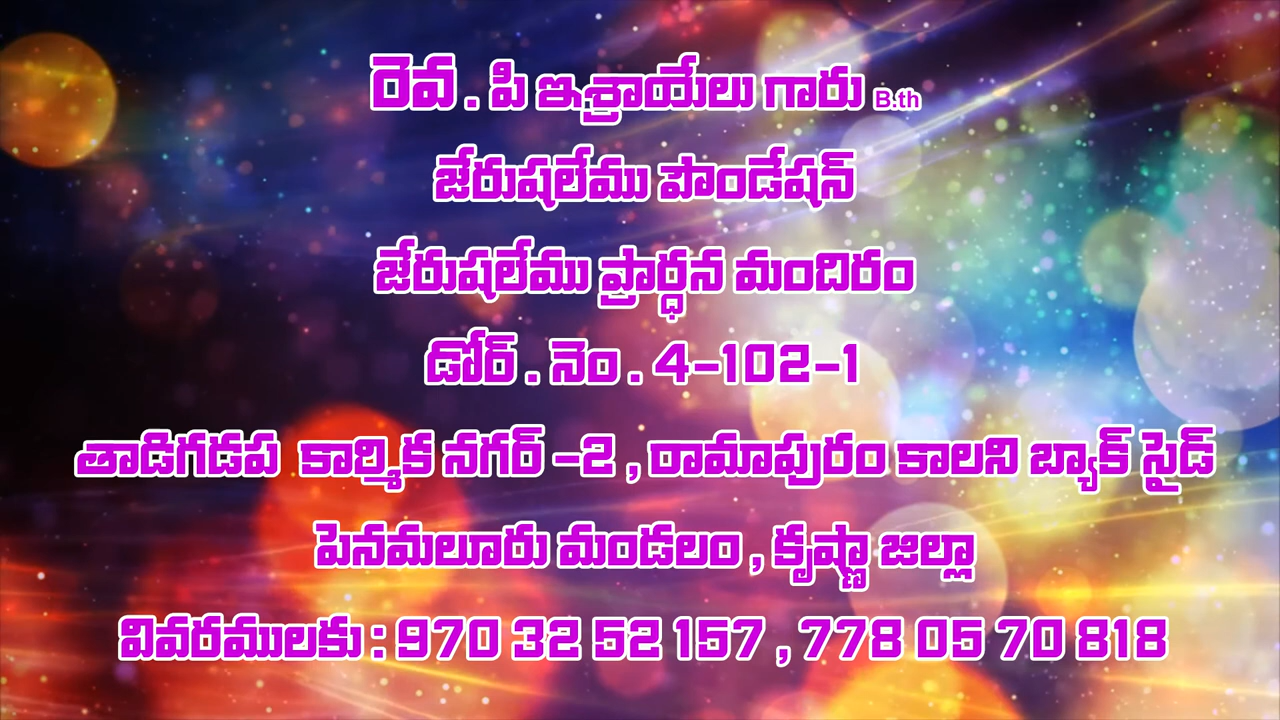 రెవ . పి ఇశ్రాయేలు గారు B.th
జేరుషలేము పౌండేషన్
జేరుషలేము ప్రార్ధన మందిరం
డోర్ . నెం . 4-102-1
తాడిగడప కార్మిక నగర్ -2 , రామాపురం కాలని బ్యాక్ సైడ్
పెనమలూరు మండలం , కృష్ణా జిల్లా
వివరములకు : 970 32 52 157 , 778 05 70 818